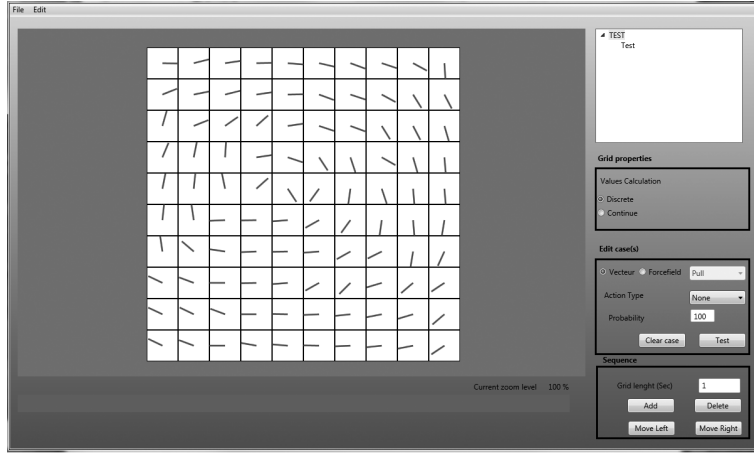 File Edit
TEST
Test
Grid properties
Values Calculation
Discrete
Continue
Edit case(s)
Vecteur Forcefield Pull
Action Type None
Probability 100
Clear case Test
Sequence
Current zoom level 100 %
Grid lenght (Sec) 1
Add Delete
Move Left Move Right